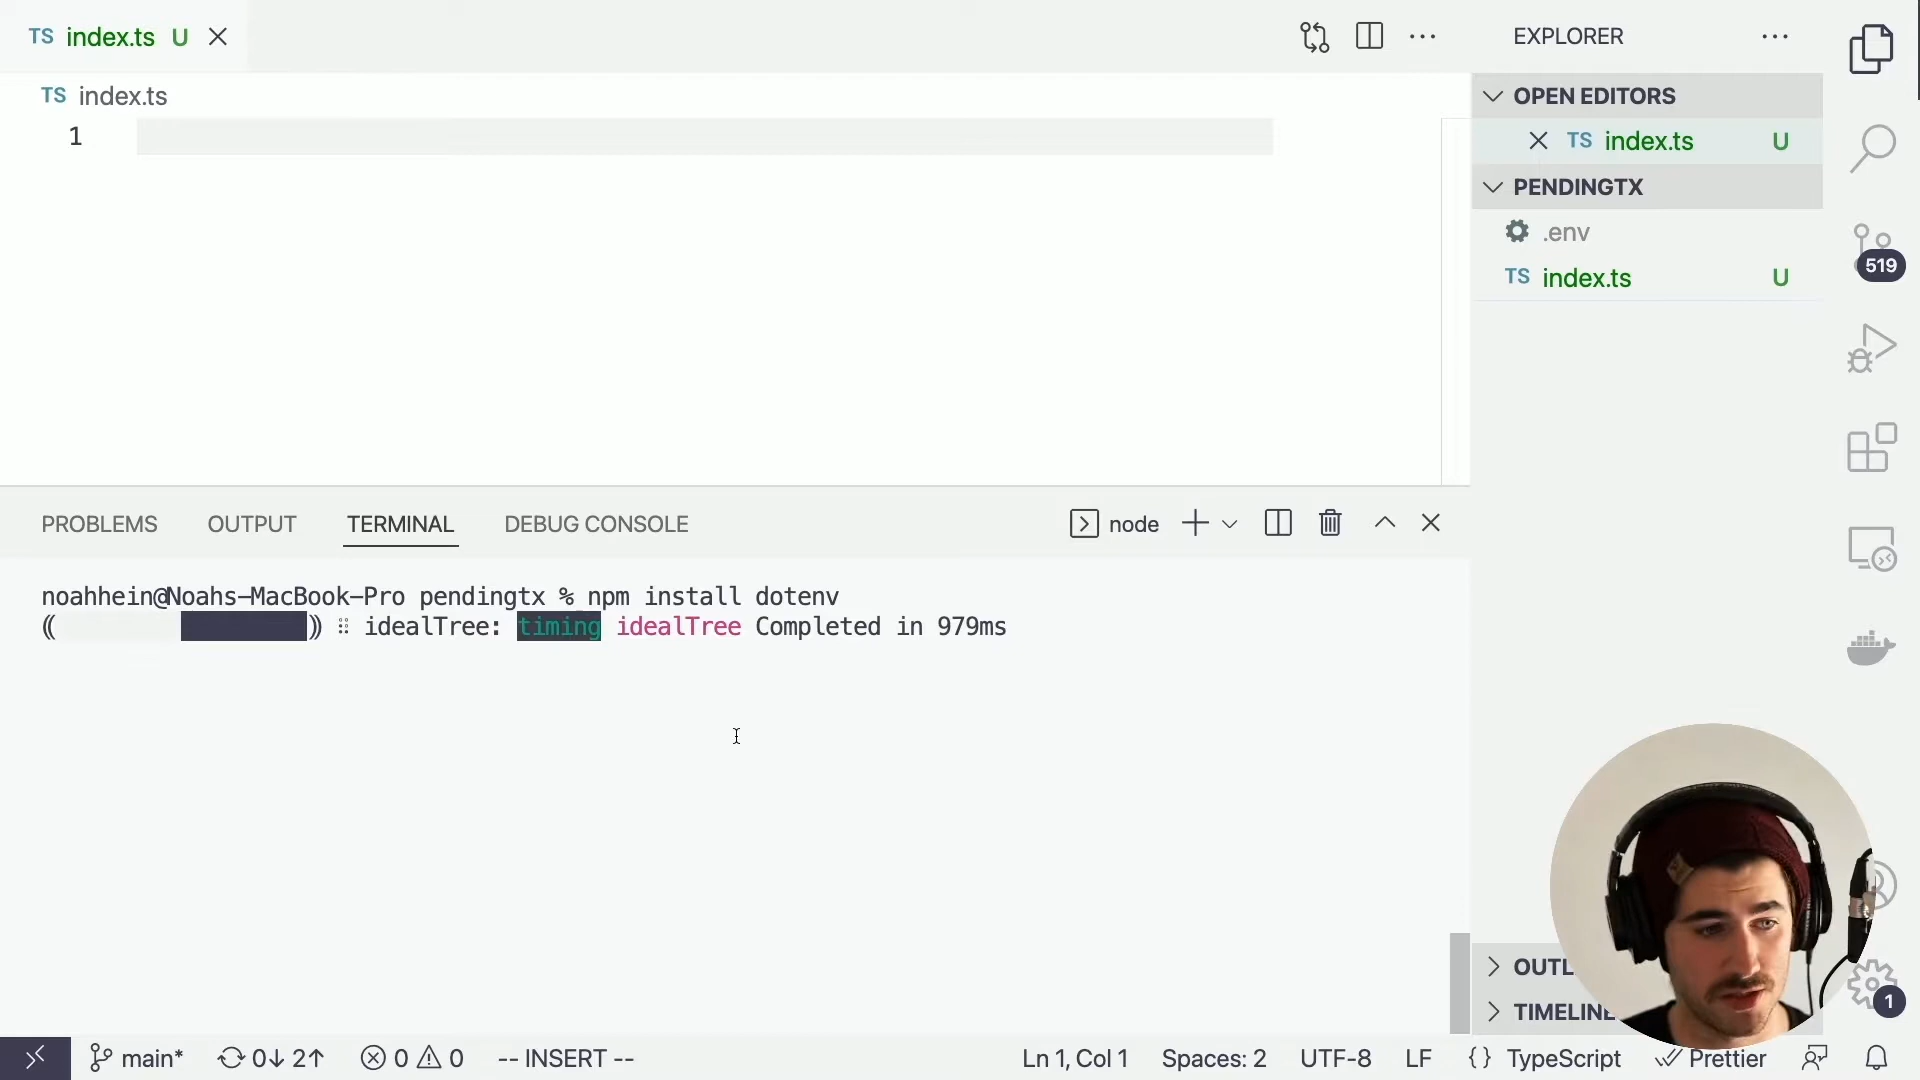 TS index.ts U
EXPLORER
TS index.ts
1
OPEN EDITORS
TS index.ts U
PENDINGTX
.env
TS index.ts U
519
PROBLEMS OUTPUT TERMINAL DEBUG CONSOLE
node
noahhein@Noahs-MacBook-Pro pendingtx % npm install dotenv
(( )) ⠿ idealTree: timing idealTree Completed in 979ms
OUTL
TIMELINE
1
main* 0↓ 2↑ 0 0 -- INSERT --
Ln 1, Col 1 Spaces: 2 UTF-8 LF {} TypeScript Prettier